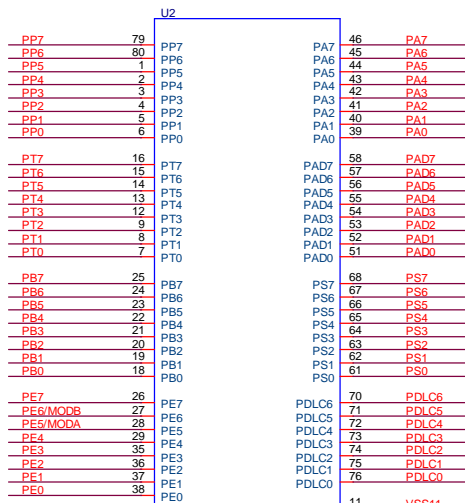 U2
PP7 79 PP7 PA7 46 PA7
PP6 80 PP6 PA6 45 PA6
PP5 1 PP5 PA5 44 PA5
PP4 2 PP4 PA4 43 PA4
PP3 3 PP3 PA3 42 PA3
PP2 4 PP2 PA2 41 PA2
PP1 5 PP1 PA1 40 PA1
PP0 6 PP0 PA0 39 PA0
PT7 16 PT7 PAD7 58 PAD7
PT6 15 PT6 PAD6 57 PAD6
PT5 14 PT5 PAD5 56 PAD5
PT4 13 PT4 PAD4 55 PAD4
PT3 12 PT3 PAD3 54 PAD3
PT2 9 PT2 PAD2 53 PAD2
PT1 8 PT1 PAD1 52 PAD1
PT0 7 PT0 PAD0 51 PAD0
PB7 25 PB7 PS7 68 PS7
PB6 24 PB6 PS6 67 PS6
PB5 23 PB5 PS5 66 PS5
PB4 22 PB4 PS4 65 PS4
PB3 21 PB3 PS3 64 PS3
PB2 20 PB2 PS2 63 PS2
PB1 19 PB1 PS1 62 PS1
PB0 18 PB0 PS0 61 PS0
PE7 26 PE7 PDLC6 70 PDLC6
PE6/MODB 27 PE6 PDLC5 71 PDLC5
PE5/MODA 28 PE5 PDLC4 72 PDLC4
PE4 29 PE4 PDLC3 73 PDLC3
PE3 35 PE3 PDLC2 74 PDLC2
PE2 36 PE2 PDLC1 75 PDLC1
PE1 37 PE1 PDLC0 76 PDLC0
PE0 38 PE0
11 VSS11